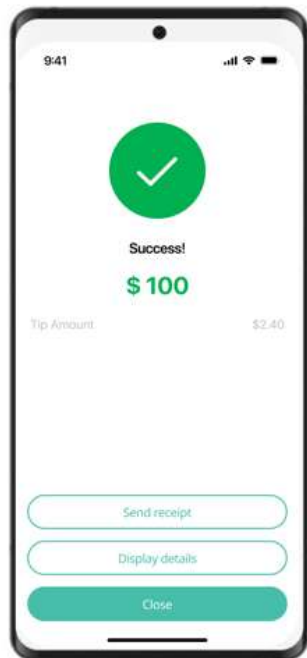 9:41
Success!
$ 100
Tip Amount $2.40
Send receipt
Display details
Close